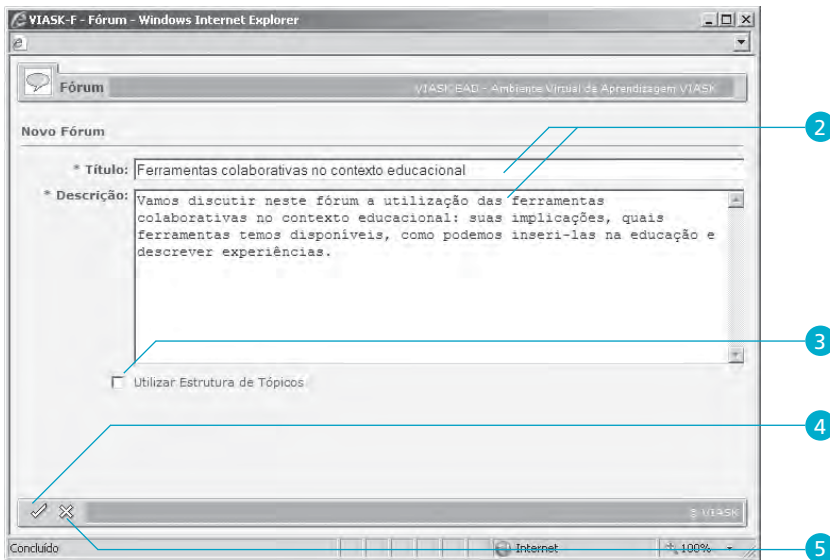 VIASK-F - Fórum - Windows Internet Explorer
Fórum
VIASK EAD - Ambiente Virtual de Aprendizagem VIASK
Novo Fórum
2
* Título: Ferramentas colaborativas no contexto educacional
* Descrição: Vamos discutir neste fórum a utilização das ferramentas
colaborativas no contexto educacional: suas implicações, quais
ferramentas temos disponíveis, como podemos inseri-las na educação e
descrever experiências.
3
Utilizar Estrutura de Tópicos
4
© VIASK
Concluído Internet 100%
5